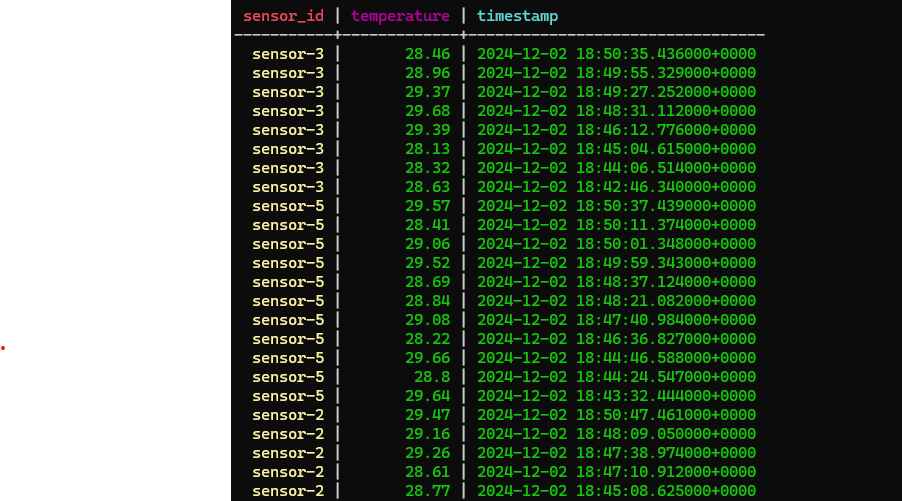 sensor_id | temperature | timestamp
-----------+-------------+---------------------------------
sensor-3 | 28.46 | 2024-12-02 18:50:35.436000+0000
sensor-3 | 28.96 | 2024-12-02 18:49:55.329000+0000
sensor-3 | 29.37 | 2024-12-02 18:49:27.252000+0000
sensor-3 | 29.68 | 2024-12-02 18:48:31.112000+0000
sensor-3 | 29.39 | 2024-12-02 18:46:12.776000+0000
sensor-3 | 28.13 | 2024-12-02 18:45:04.615000+0000
sensor-3 | 28.32 | 2024-12-02 18:44:06.514000+0000
sensor-3 | 28.63 | 2024-12-02 18:42:46.340000+0000
sensor-5 | 29.57 | 2024-12-02 18:50:37.439000+0000
sensor-5 | 28.41 | 2024-12-02 18:50:11.374000+0000
sensor-5 | 29.06 | 2024-12-02 18:50:01.348000+0000
sensor-5 | 29.52 | 2024-12-02 18:49:59.343000+0000
sensor-5 | 28.69 | 2024-12-02 18:48:37.124000+0000
sensor-5 | 28.84 | 2024-12-02 18:48:21.082000+0000
sensor-5 | 29.08 | 2024-12-02 18:47:40.984000+0000
sensor-5 | 28.22 | 2024-12-02 18:46:36.827000+0000
sensor-5 | 29.66 | 2024-12-02 18:44:46.588000+0000
sensor-5 | 28.8 | 2024-12-02 18:44:24.547000+0000
sensor-5 | 29.64 | 2024-12-02 18:43:32.444000+0000
sensor-2 | 29.47 | 2024-12-02 18:50:47.461000+0000
sensor-2 | 29.16 | 2024-12-02 18:48:09.050000+0000
sensor-2 | 29.26 | 2024-12-02 18:47:38.974000+0000
sensor-2 | 28.61 | 2024-12-02 18:47:10.912000+0000
sensor-2 | 28.77 | 2024-12-02 18:45:08.625000+0000